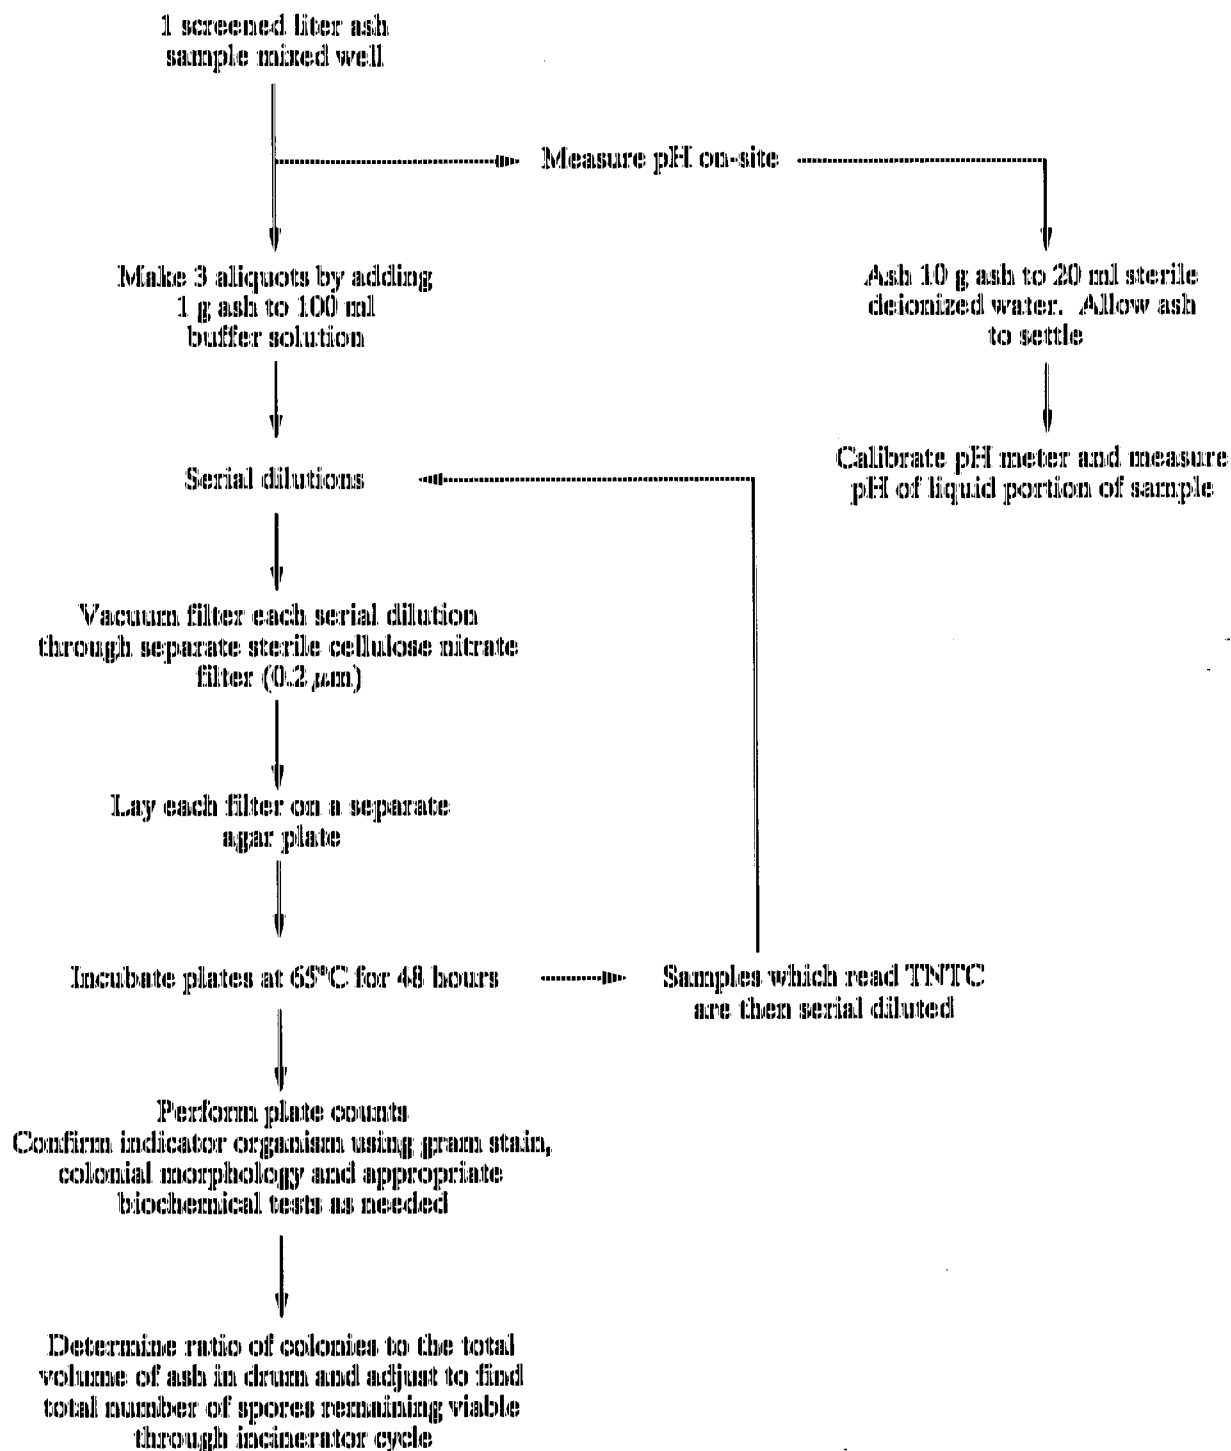 1 screened liter ash
sample mixed well
Measure pH on-site
Make 3 aliquots by adding
1 g ash to 100 ml
buffer solution
Ash 10 g ash to 20 ml sterile
deionized water. Allow ash
to settle
Calibrate pH meter and measure
pH of liquid portion of sample
Serial dilutions
Vacuum filter each serial dilution
through separate sterile cellulose nitrate
filter (0.2 μm)
Lay each filter on a separate
agar plate
Incubate plates at 65°C for 48 hours
Samples which read TNTC
are then serial diluted
Perform plate counts
Confirm indicator organism using gram stain,
colonial morphology and appropriate
biochemical tests as needed
Determine ratio of colonies to the total
volume of ash in drum and adjust to find
total number of spores remaining viable
through incinerator cycle